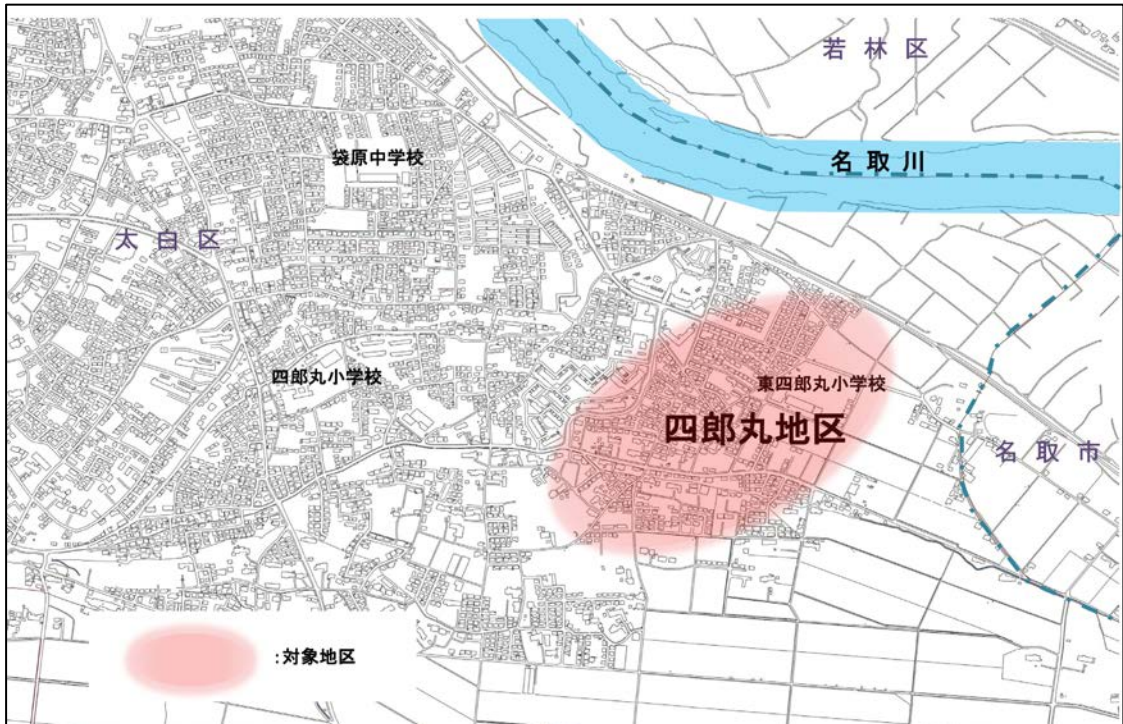 若林区
名取川
袋原中学校
太白区
四郎丸小学校
東四郎丸小学校
四郎丸地区
名取市
:対象地区